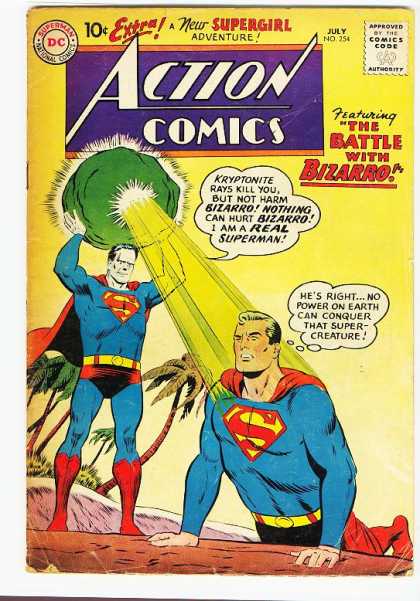 SUPERMAN
DC
NATIONAL COMICS
10¢ Extra! A New SUPERGIRL
ADVENTURE!
JULY
NO. 254
APPROVED
BY THE
COMICS
CODE
AUTHORITY
ACTION
COMICS
Featuring
"THE
BATTLE
WITH
BIZARRO!"
KRYPTONITE
RAYS KILL YOU,
BUT NOT HARM
BIZARRO! NOTHING
CAN HURT BIZARRO!
I AM A REAL
SUPERMAN!
HE'S RIGHT...NO
POWER ON EARTH
CAN CONQUER
THAT SUPER-
CREATURE!
S
S